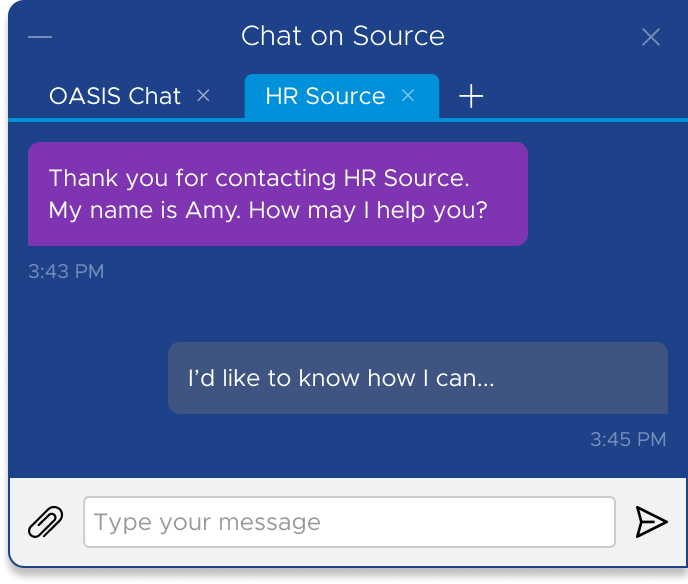 Chat on Source
OASIS Chat
HR Source
Thank you for contacting HR Source.
My name is Amy. How may I help you?
3:43 PM
I’d like to know how I can...
3:45 PM
Type your message